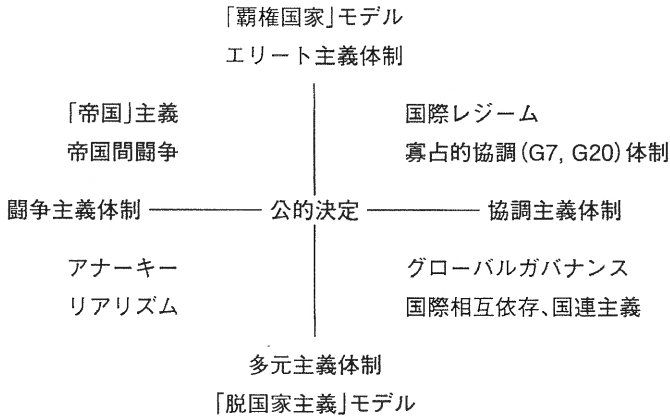 「覇権国家」モデル
エリート主義体制
「帝国」主義
帝国間闘争
国際レジーム
寡占的協調(G7, G20)体制
闘争主義体制
公的決定
協調主義体制
アナーキー
リアリズム
グローバルガバナンス
国際相互依存、国連主義
多元主義体制
「脱国家主義」モデル